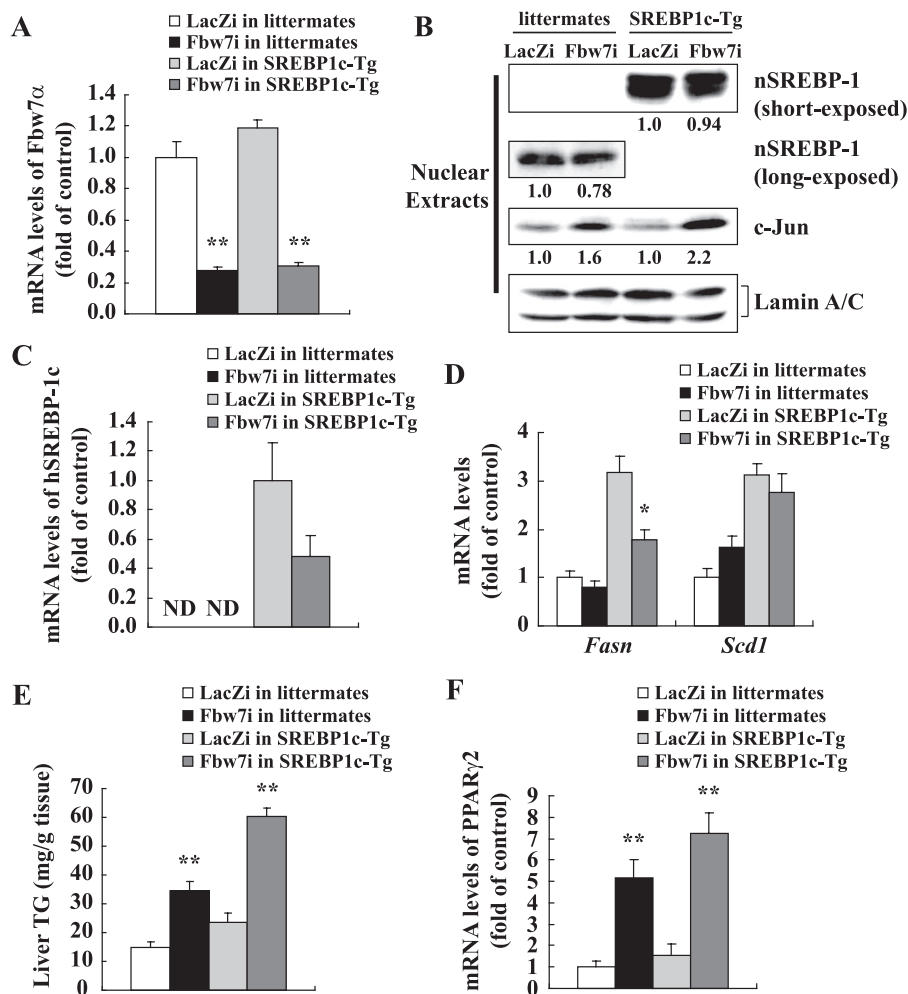 A
LacZi in littermates
Fbw7i in littermates
LacZi in SREBP1c-Tg
Fbw7i in SREBP1c-Tg
mRNA levels of Fbw7α
(fold of control)
1.4
1.2
1.0
0.8
0.6
0.4
0.2
0.0
**
**
B
littermates SREBP1c-Tg
LacZi Fbw7i LacZi Fbw7i
nSREBP-1
(short-exposed)
1.0 0.94
nSREBP-1
(long-exposed)
1.0 0.78
Nuclear
Extracts
c-Jun
1.0 1.6 1.0 2.2
Lamin A/C
C
LacZi in littermates
Fbw7i in littermates
LacZi in SREBP1c-Tg
Fbw7i in SREBP1c-Tg
mRNA levels of hSREBP-1c
(fold of control)
1.4
1.2
1.0
0.8
0.6
0.4
0.2
0.0
ND ND
D
LacZi in littermates
Fbw7i in littermates
LacZi in SREBP1c-Tg
Fbw7i in SREBP1c-Tg
mRNA levels
(fold of control)
4
3
2
1
0
*
Fasn Scd1
E
LacZi in littermates
Fbw7i in littermates
LacZi in SREBP1c-Tg
Fbw7i in SREBP1c-Tg
Liver TG (mg/g tissue)
70
60
50
40
30
20
10
0
**
**
F
LacZi in littermates
Fbw7i in littermates
LacZi in SREBP1c-Tg
Fbw7i in SREBP1c-Tg
mRNA levels of PPARγ2
(fold of control)
9
8
7
6
5
4
3
2
1
0
**
**